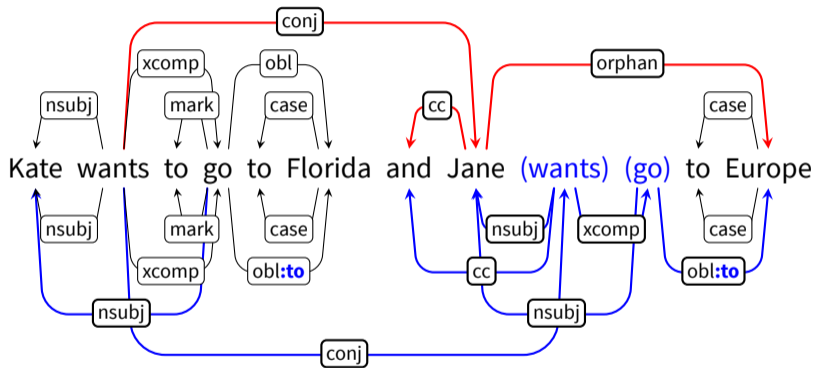 conj
xcomp obl orphan
nsubj mark case cc case
Kate wants to go to Florida and Jane (wants) (go) to Europe
nsubj mark case nsubj xcomp case
xcomp obl:to cc obl:to
nsubj nsubj
conj